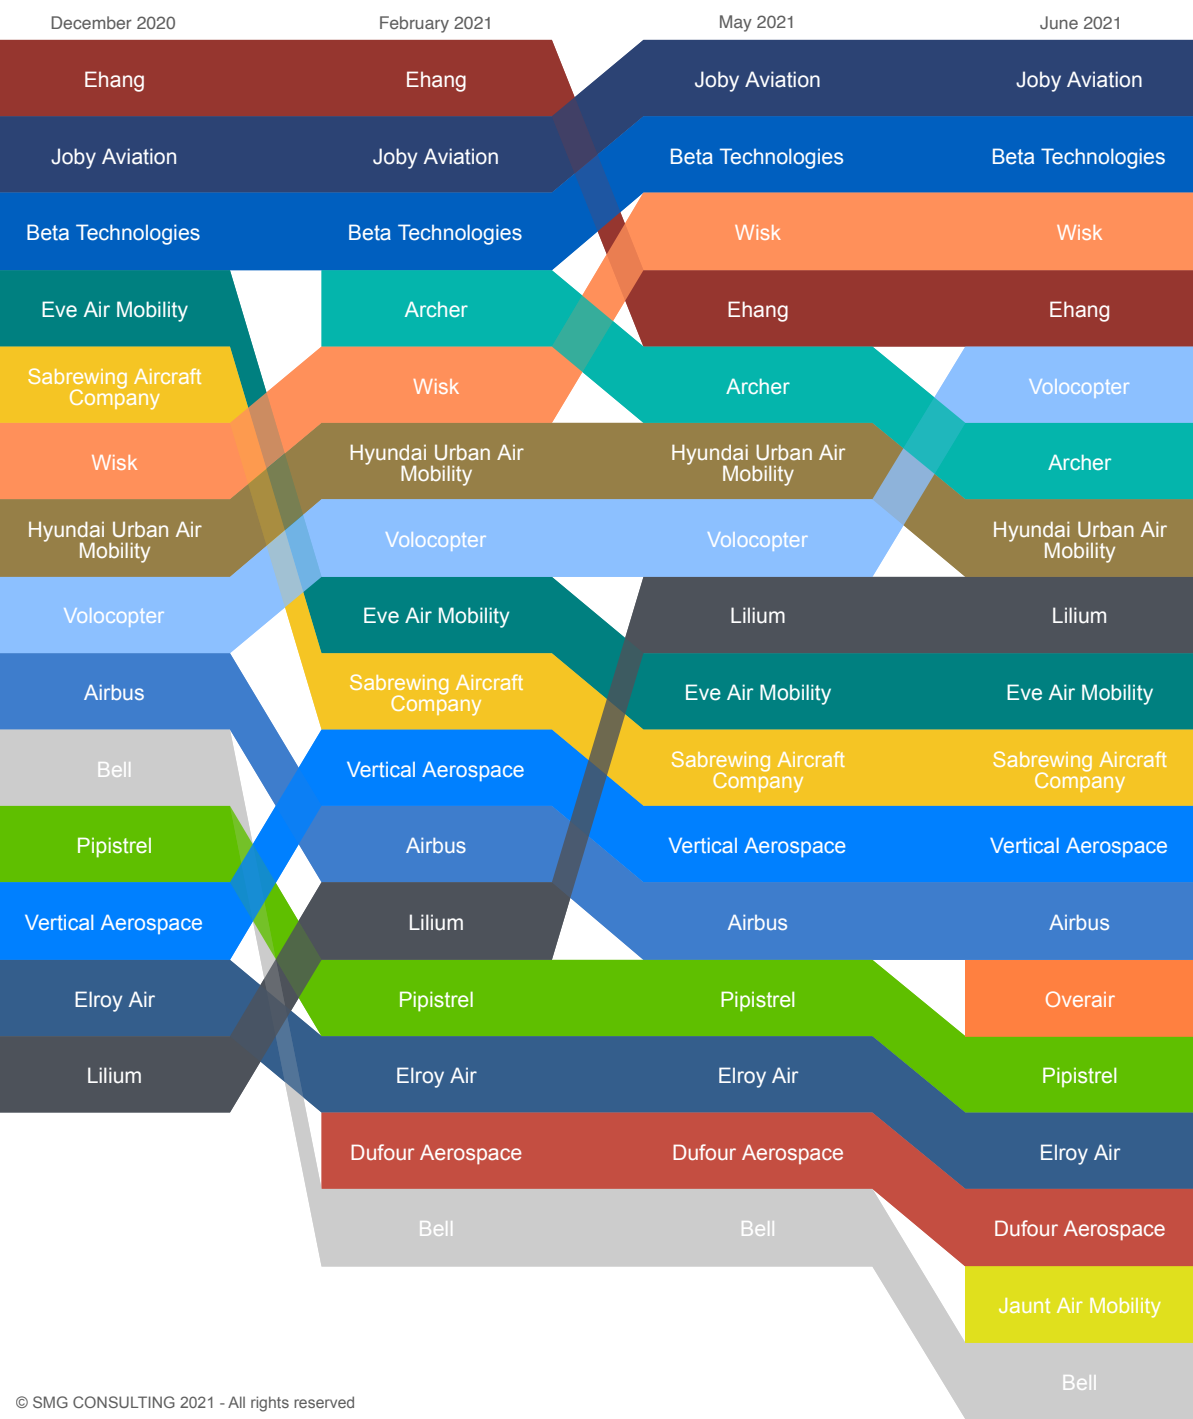 December 2020
February 2021
May 2021
June 2021
Ehang
Ehang
Joby Aviation
Joby Aviation
Joby Aviation
Joby Aviation
Beta Technologies
Beta Technologies
Beta Technologies
Beta Technologies
Wisk
Wisk
Eve Air Mobility
Archer
Ehang
Ehang
Sabrewing Aircraft
Company
Wisk
Archer
Volocopter
Wisk
Hyundai Urban Air
Mobility
Hyundai Urban Air
Mobility
Archer
Hyundai Urban Air
Mobility
Volocopter
Volocopter
Hyundai Urban Air
Mobility
Volocopter
Eve Air Mobility
Lilium
Lilium
Airbus
Sabrewing Aircraft
Company
Eve Air Mobility
Eve Air Mobility
Bell
Vertical Aerospace
Sabrewing Aircraft
Company
Sabrewing Aircraft
Company
Pipistrel
Airbus
Vertical Aerospace
Vertical Aerospace
Vertical Aerospace
Lilium
Airbus
Airbus
Elroy Air
Pipistrel
Pipistrel
Overair
Lilium
Elroy Air
Elroy Air
Pipistrel
Dufour Aerospace
Dufour Aerospace
Elroy Air
Bell
Bell
Dufour Aerospace
Jaunt Air Mobility
Bell
© SMG CONSULTING 2021 - All rights reserved